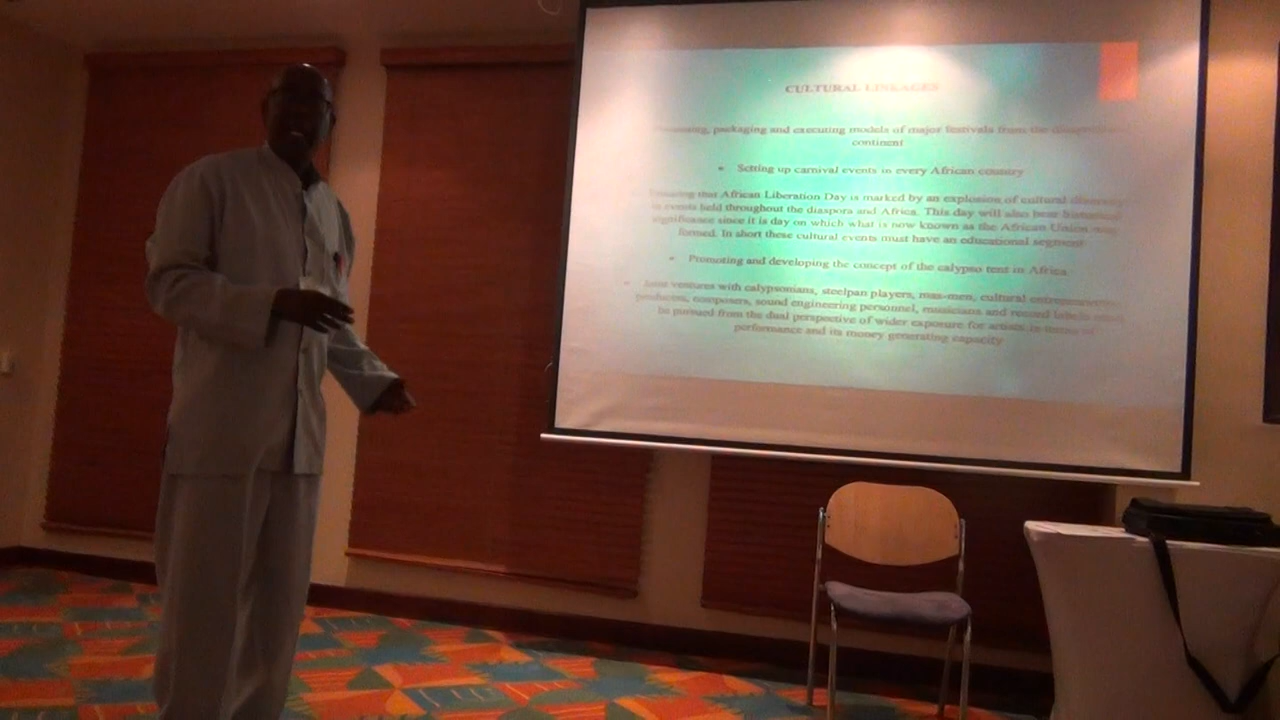 CULTURAL LINKAGES
packaging and executing models of major festivals from the
continent
• Setting up carnival events in every African country
Ensuring that African Liberation Day is marked by an explosion of cultural diversity
in events held throughout the diaspora and Africa. This day will also bear historical
significance since it is day on which what is now known as the African Union was
formed. In short these cultural events must have an educational segment
• Promoting and developing the concept of the calypso tent in Africa
• Joint ventures with calypsonians, steelpan players, mas-men, cultural entrepreneurs,
producers, composers, sound engineering personnel, musicians and record labels
be pursued from the dual perspective of wider exposure for artists in terms of
performance and its money generating capacity